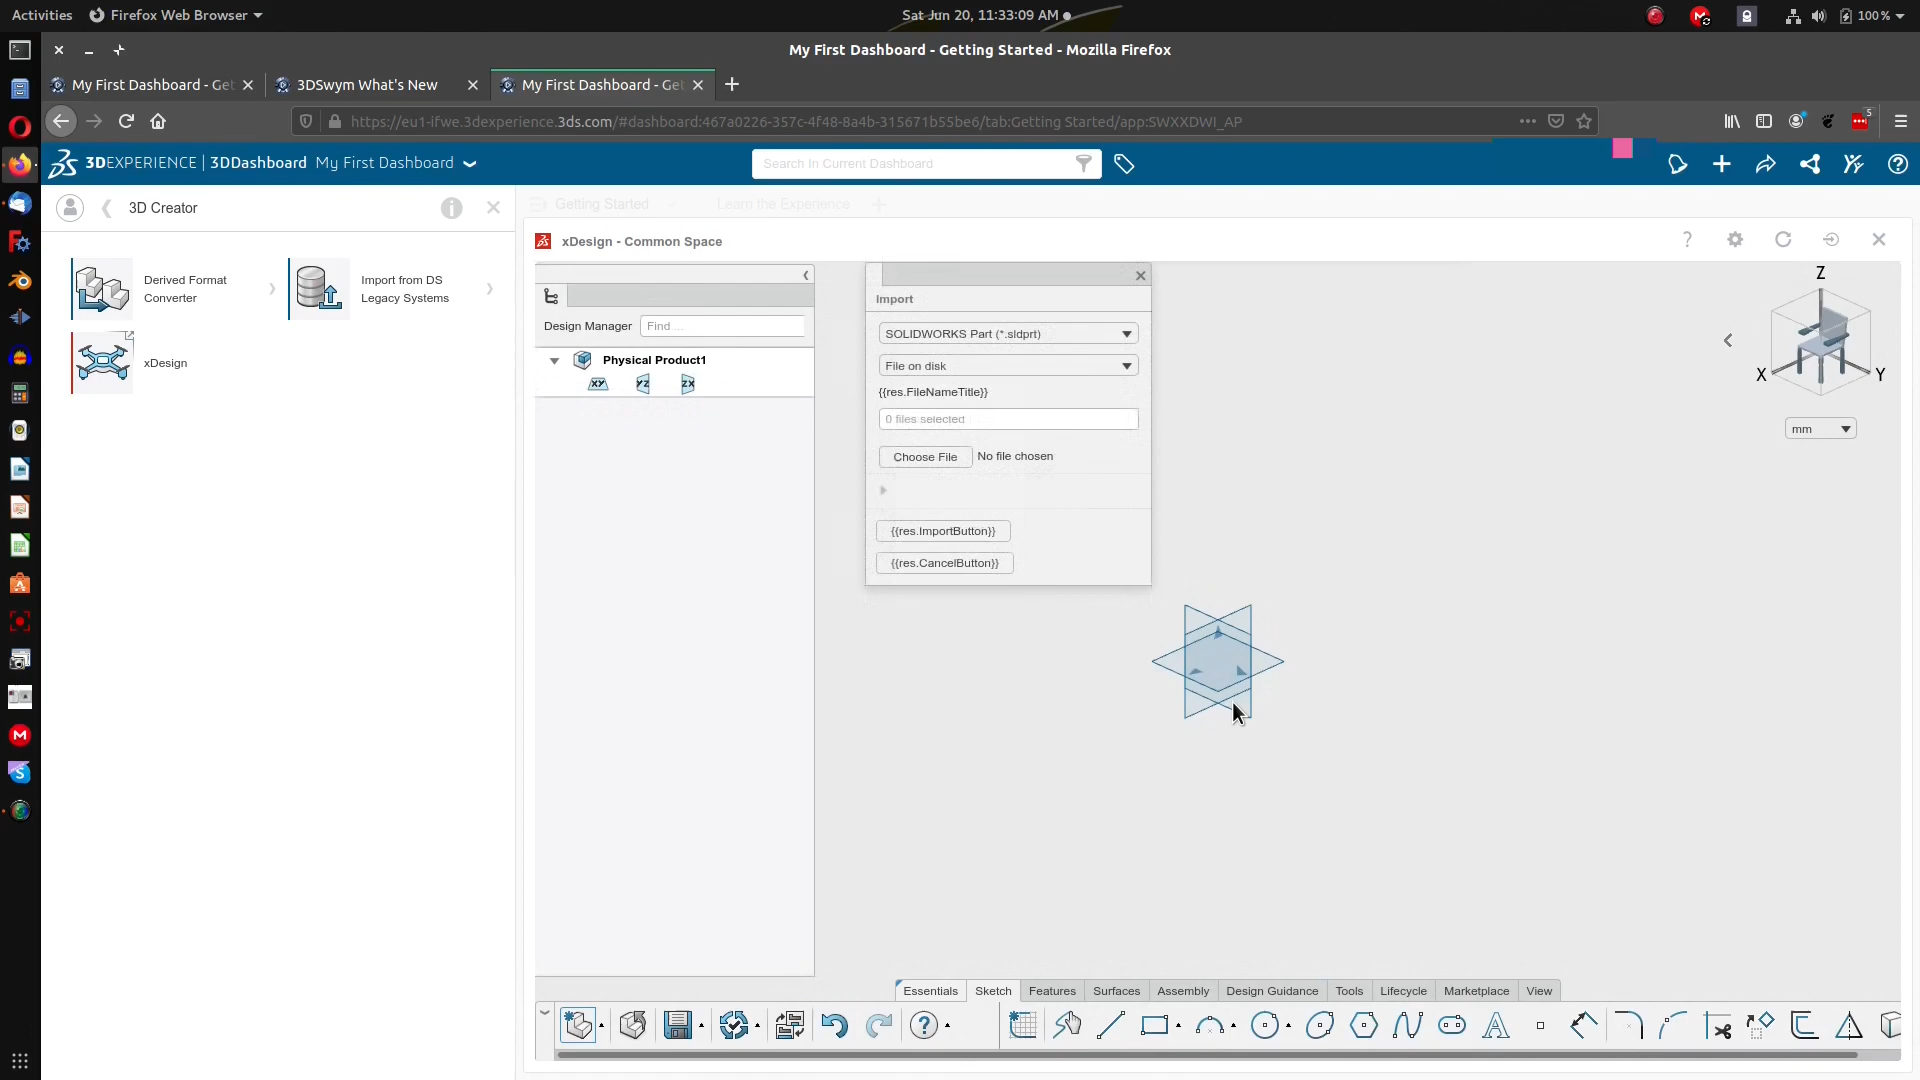 Activities
Firefox Web Browser
Sat Jun 20, 11:33:09 AM
100 %
My First Dashboard - Getting Started - Mozilla Firefox
My First Dashboard - Get
3DSwym What's New
My First Dashboard - Get
https://eu1-ifwe.3dexperience.3ds.com/#dashboard:467a0226-357c-4f48-8a4b-315671b55be6/tab:Getting Started/app:SWXXDWI_AP
5
3DEXPERIENCE | 3DDashboard My First Dashboard
Search In Current Dashboard
3D Creator
Getting Started
Learn the Experience
Derived Format
Converter
Import from DS
Legacy Systems
xDesign
xDesign - Common Space
Design Manager
Find ...
Physical Product1
XY
YZ
ZX
Import
SOLIDWORKS Part (*.sldprt)
File on disk
{{res.FileNameTitle}}
0 files selected
Choose File
No file chosen
{{res.ImportButton}}
{{res.CancelButton}}
Z
X
Y
mm
Essentials
Sketch
Features
Surfaces
Assembly
Design Guidance
Tools
Lifecycle
Marketplace
View